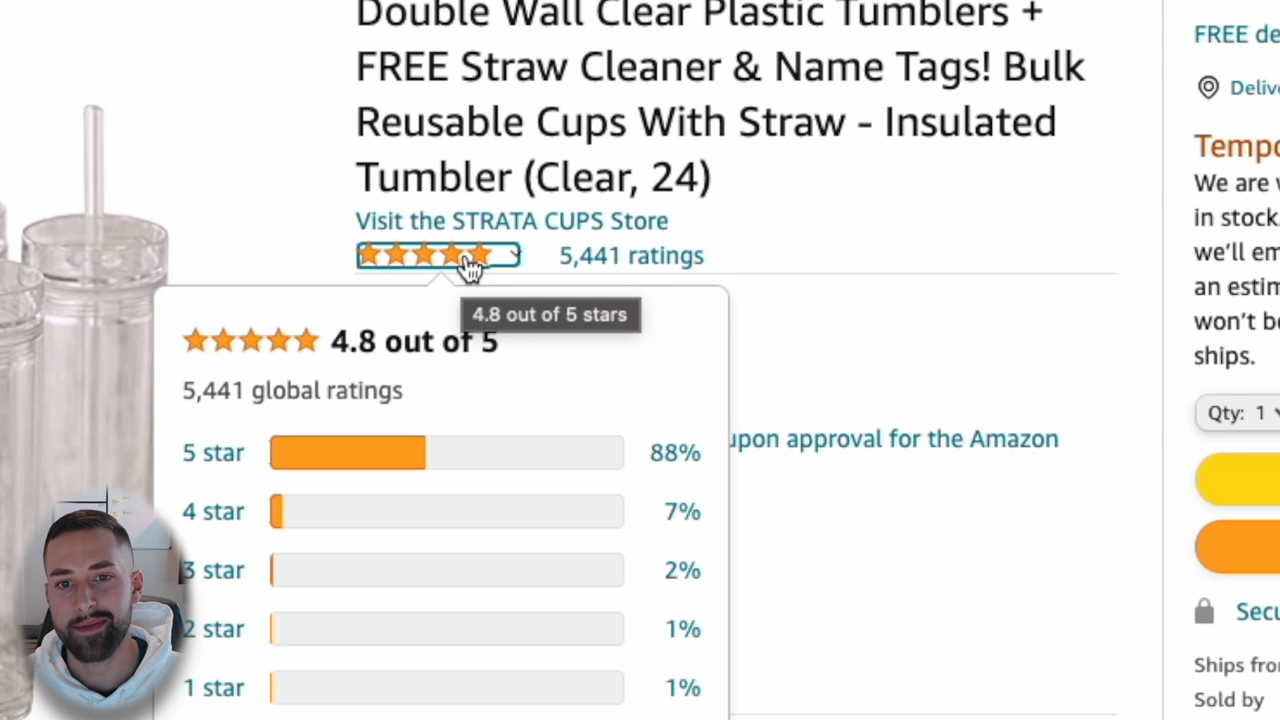 Double Wall Clear Plastic Tumblers +
FREE Straw Cleaner & Name Tags! Bulk
Reusable Cups With Straw - Insulated
Tumbler (Clear, 24)
Visit the STRATA CUPS Store
5,441 ratings
4.8 out of 5 stars
4.8 out of 5
5,441 global ratings
5 star 88%
4 star 7%
3 star 2%
2 star 1%
1 star 1%
upon approval for the Amazon
FREE de
Delive
Tempo
We are
in stock.
we'll em
an estim
won't be
ships.
Qty: 1
Secu
Ships fro
Sold by